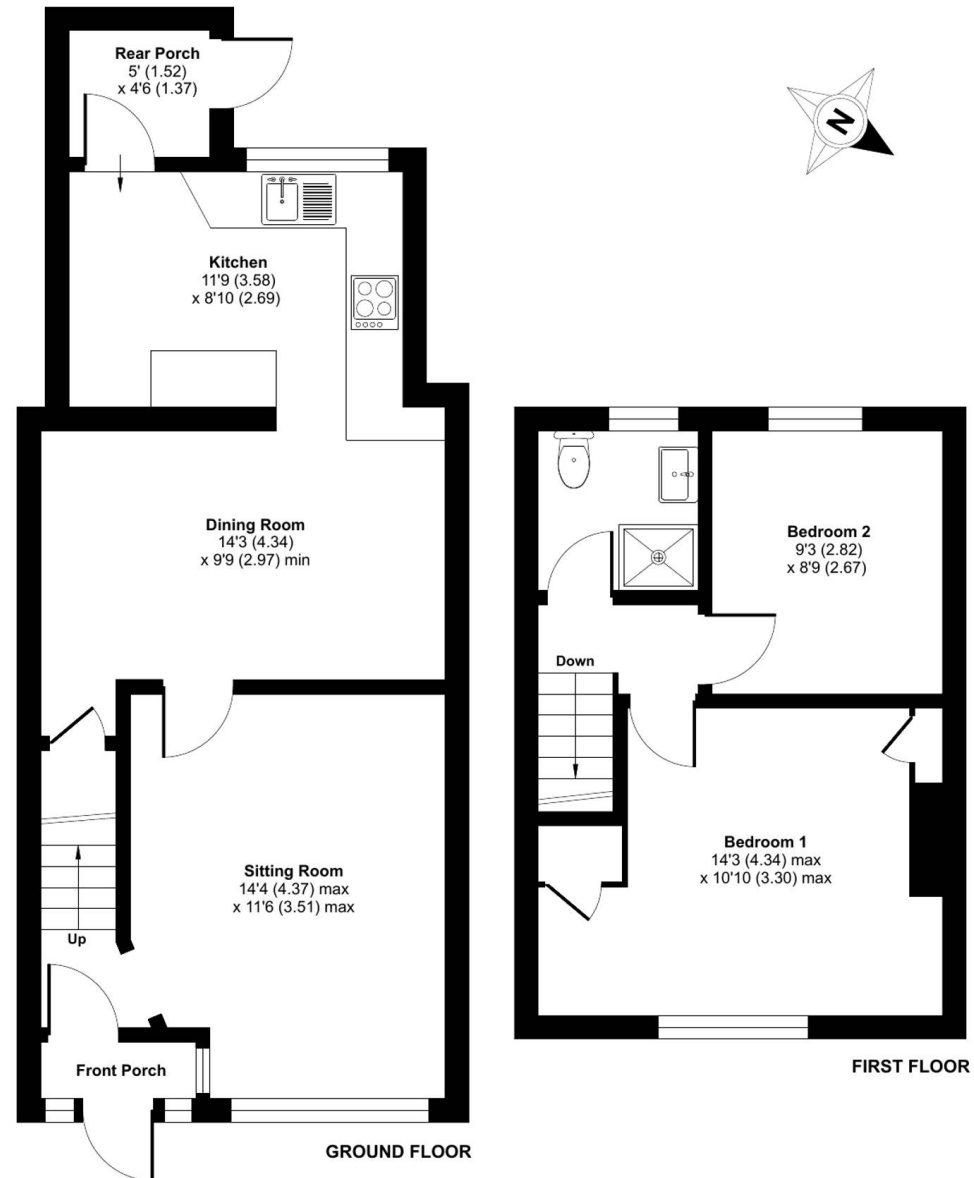 Rear Porch
5' (1.52)
x 4'6 (1.37)
N
Kitchen
11'9 (3.58)
x 8'10 (2.69)
Dining Room
14'3 (4.34)
x 9'9 (2.97) min
Sitting Room
14'4 (4.37) max
x 11'6 (3.51) max
Up
Front Porch
GROUND FLOOR
Bedroom 2
9'3 (2.82)
x 8'9 (2.67)
Down
Bedroom 1
14'3 (4.34) max
x 10'10 (3.30) max
FIRST FLOOR